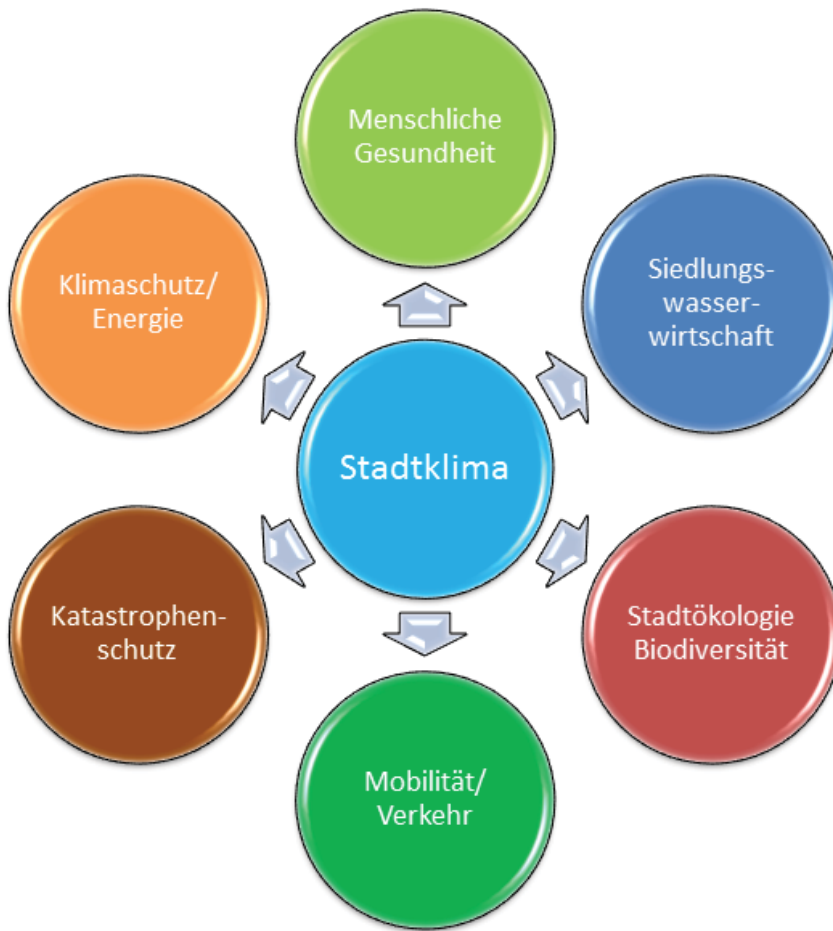 Menschliche
Gesundheit
Klimaschutz/
Energie
Siedlungs-
wasser-
wirtschaft
Stadtklima
Katastrophen-
schutz
Stadtökologie
Biodiversität
Mobilität/
Verkehr